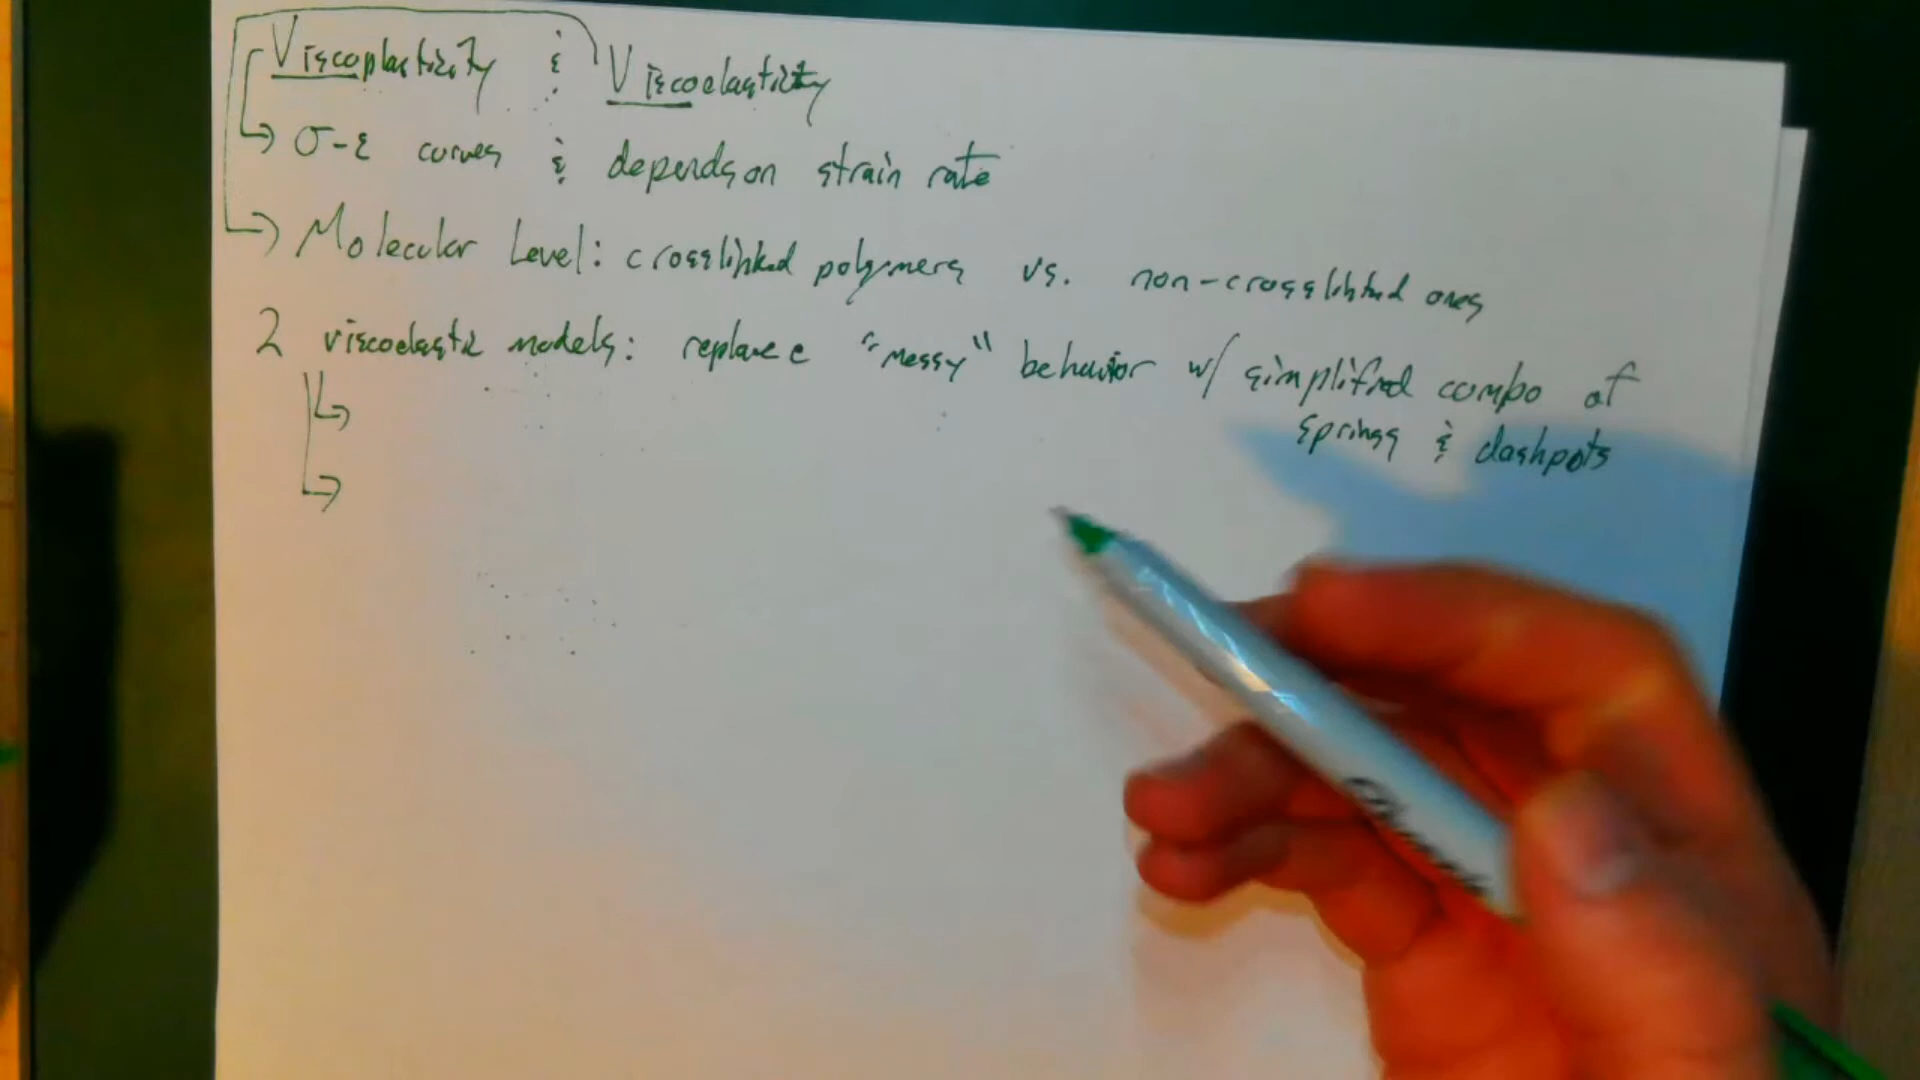 Viscoplasticity & Viscoelasticity
σ-ε curves & depends on strain rate
Molecular Level: crosslinked polymers vs. non-crosslinked ones
2 viscoelastic models: replace "messy" behavior w/ simplified combo of
springs & dashpots